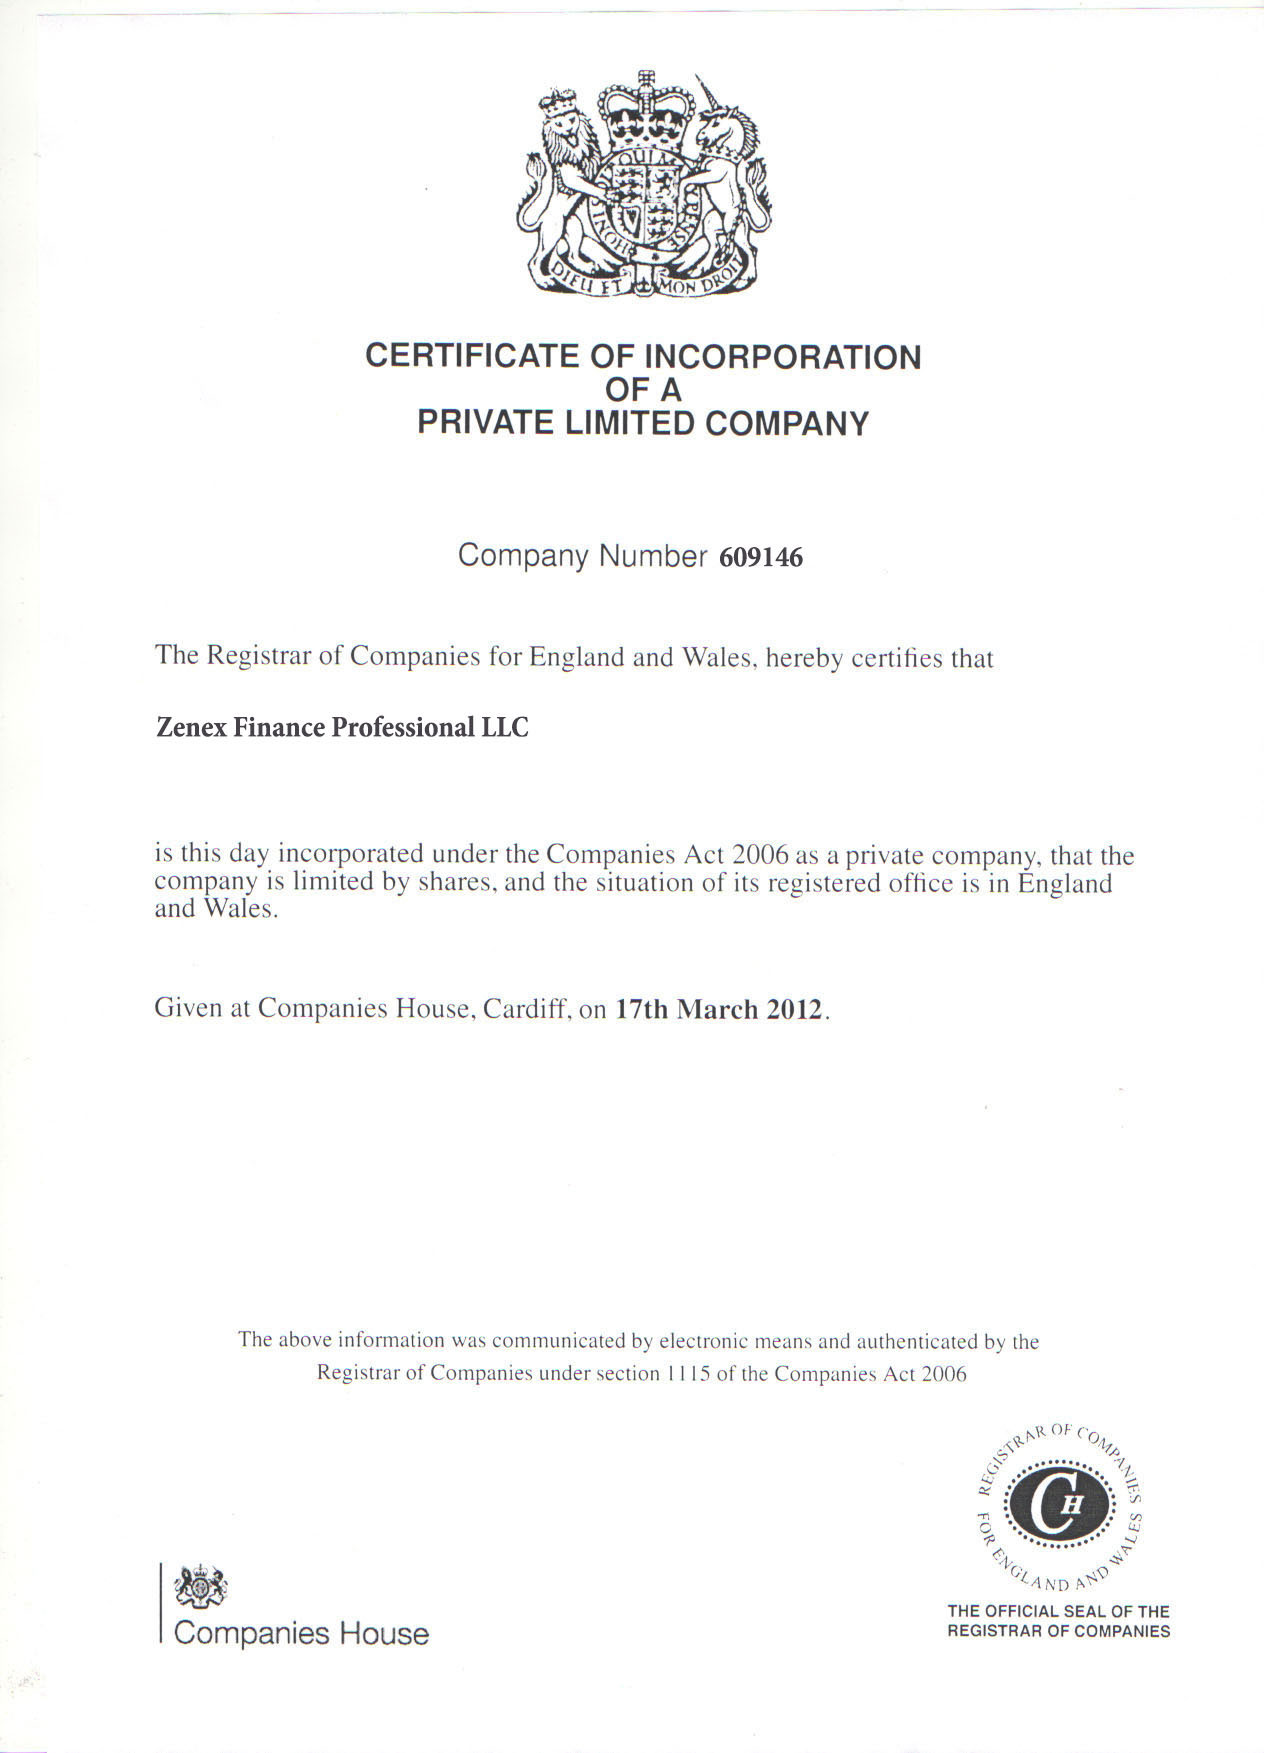 QUI
DIEU ET MON DROIT
CERTIFICATE OF INCORPORATION
OF A
PRIVATE LIMITED COMPANY
Company Number 609146
The Registrar of Companies for England and Wales, hereby certifies that
Zenex Finance Professional LLC
is this day incorporated under the Companies Act 2006 as a private company, that the
company is limited by shares, and the situation of its registered office is in England
and Wales.
Given at Companies House, Cardiff, on 17th March 2012.
The above information was communicated by electronic means and authenticated by the
Registrar of Companies under section 1115 of the Companies Act 2006
REGISTRAR OF COMPANIES
FOR ENGLAND AND WALES
CH
THE OFFICIAL SEAL OF THE
REGISTRAR OF COMPANIES
Companies House